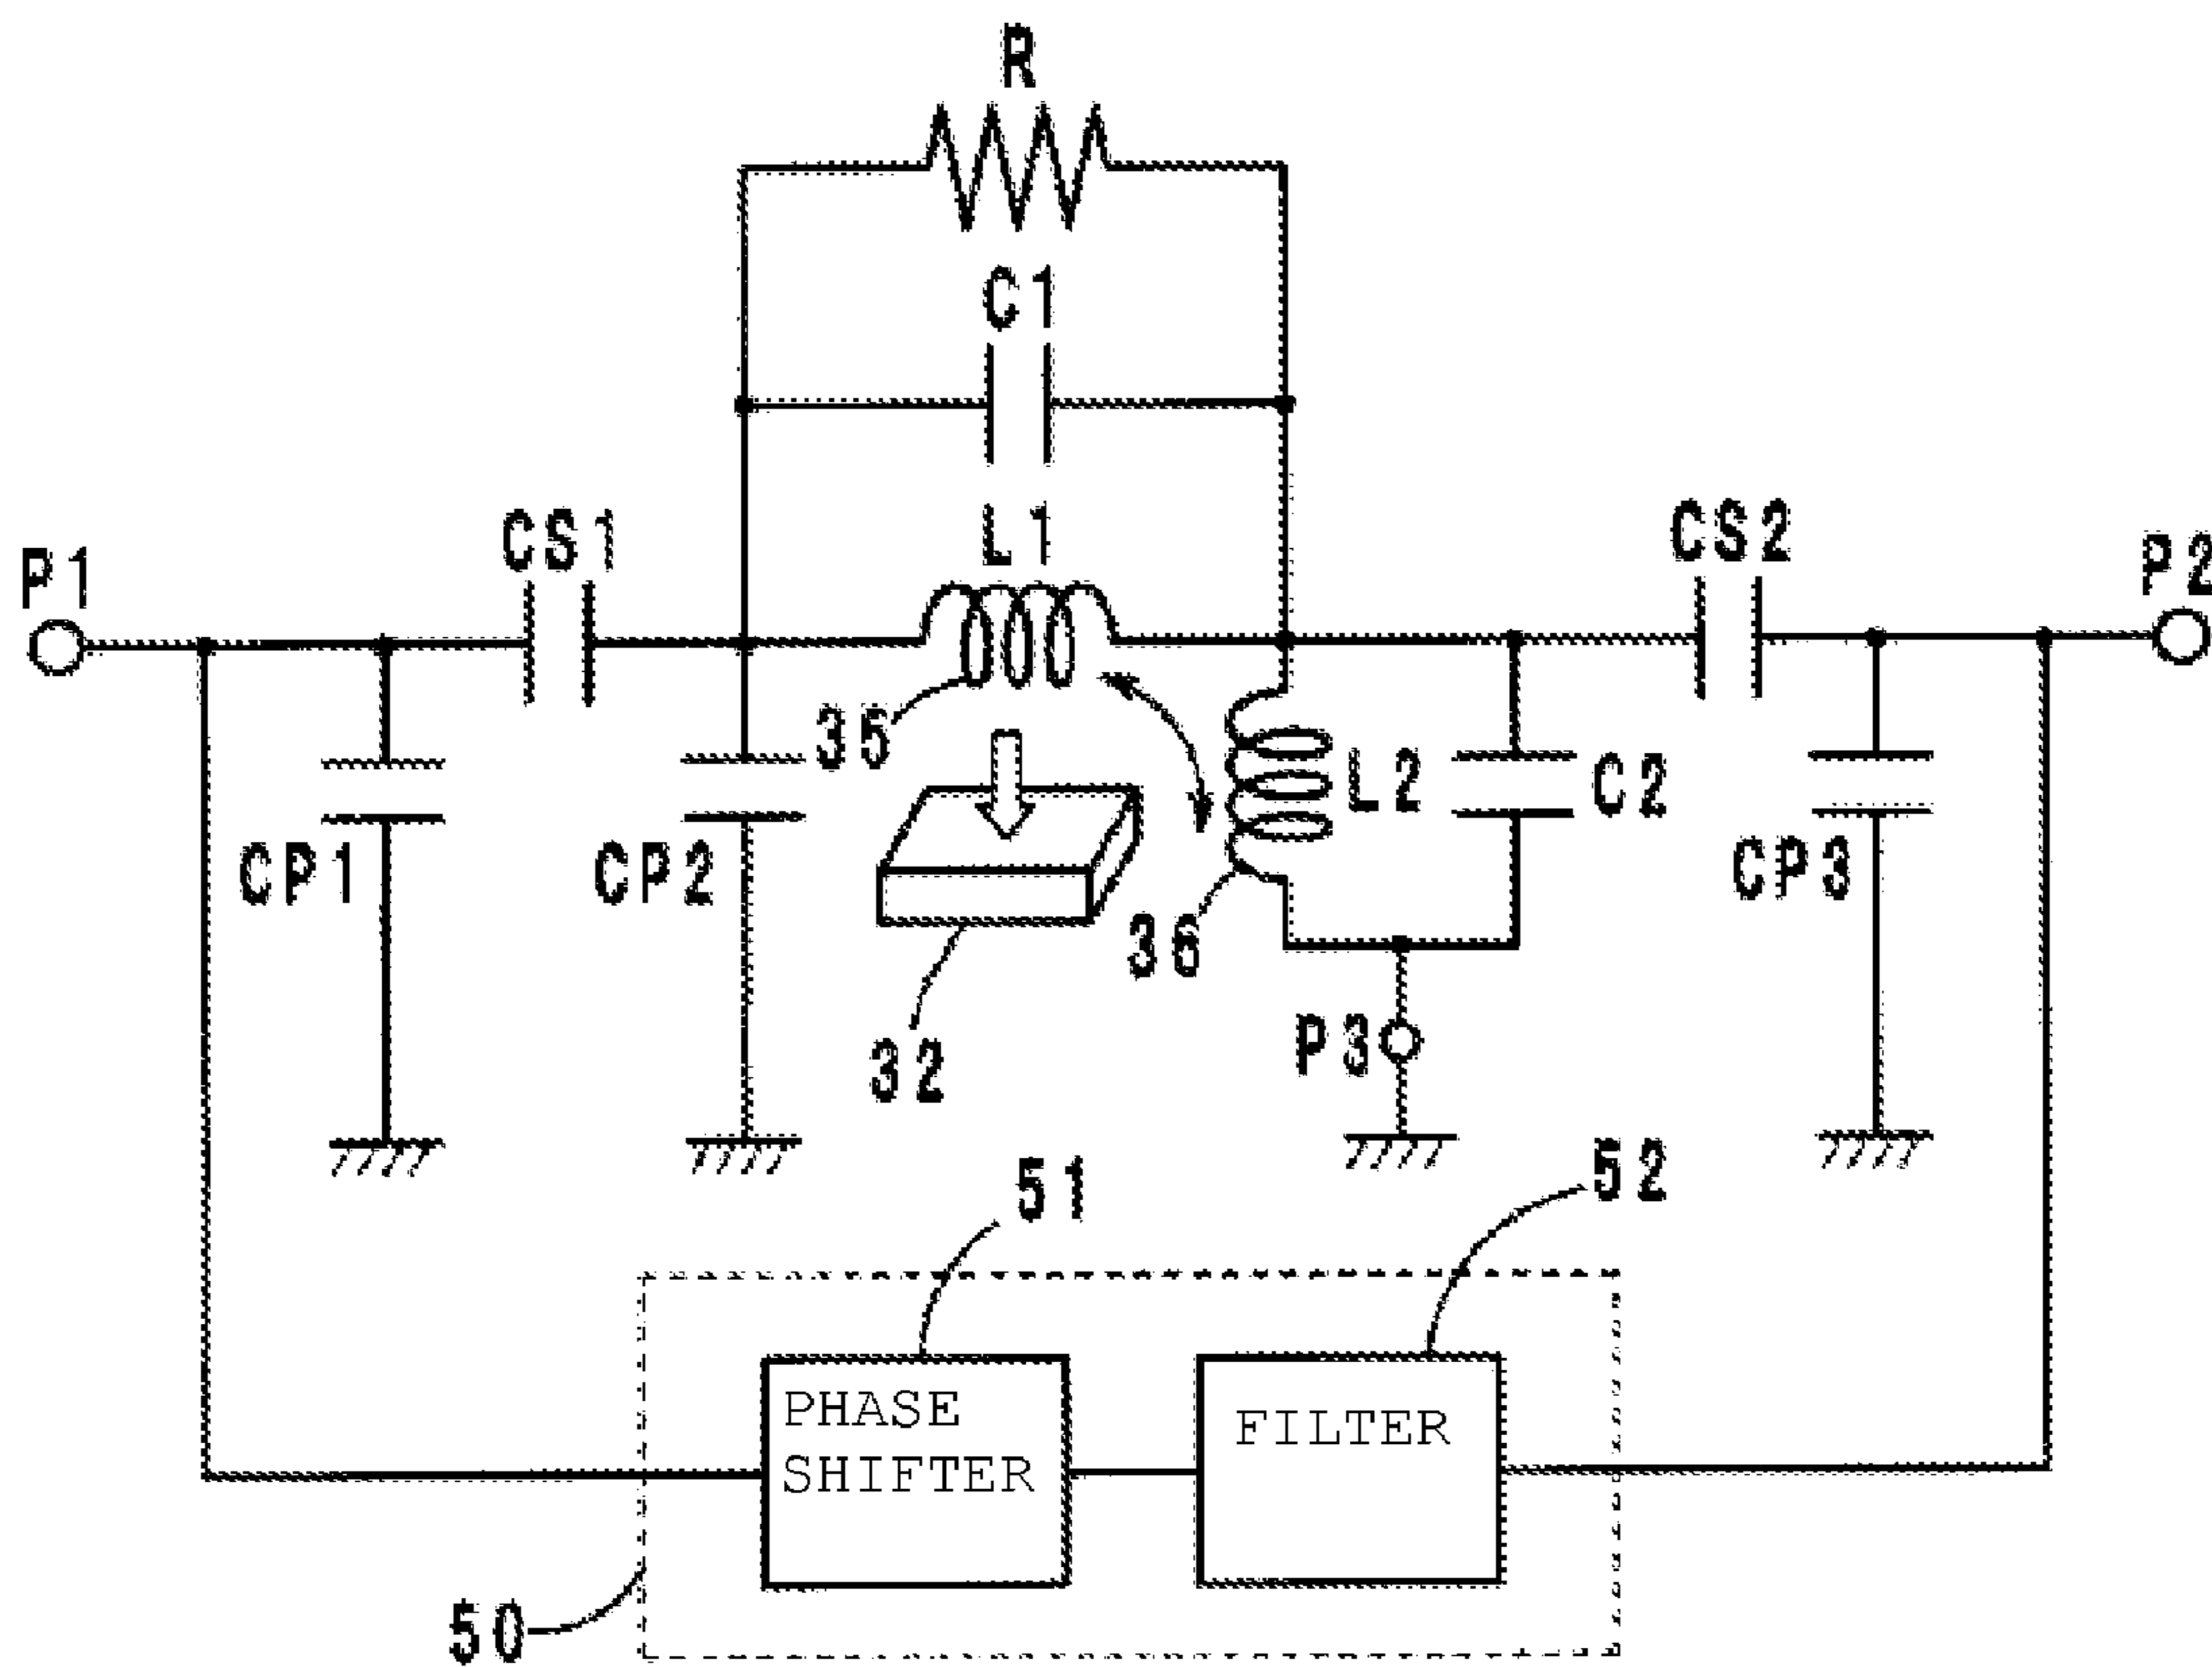 R
C1
L1
CS1
CS2
P1
P2
35
L2
C2
CP1
CP2
CP3
36
32
P3
51
52
PHASE
SHIFTER
FILTER
50